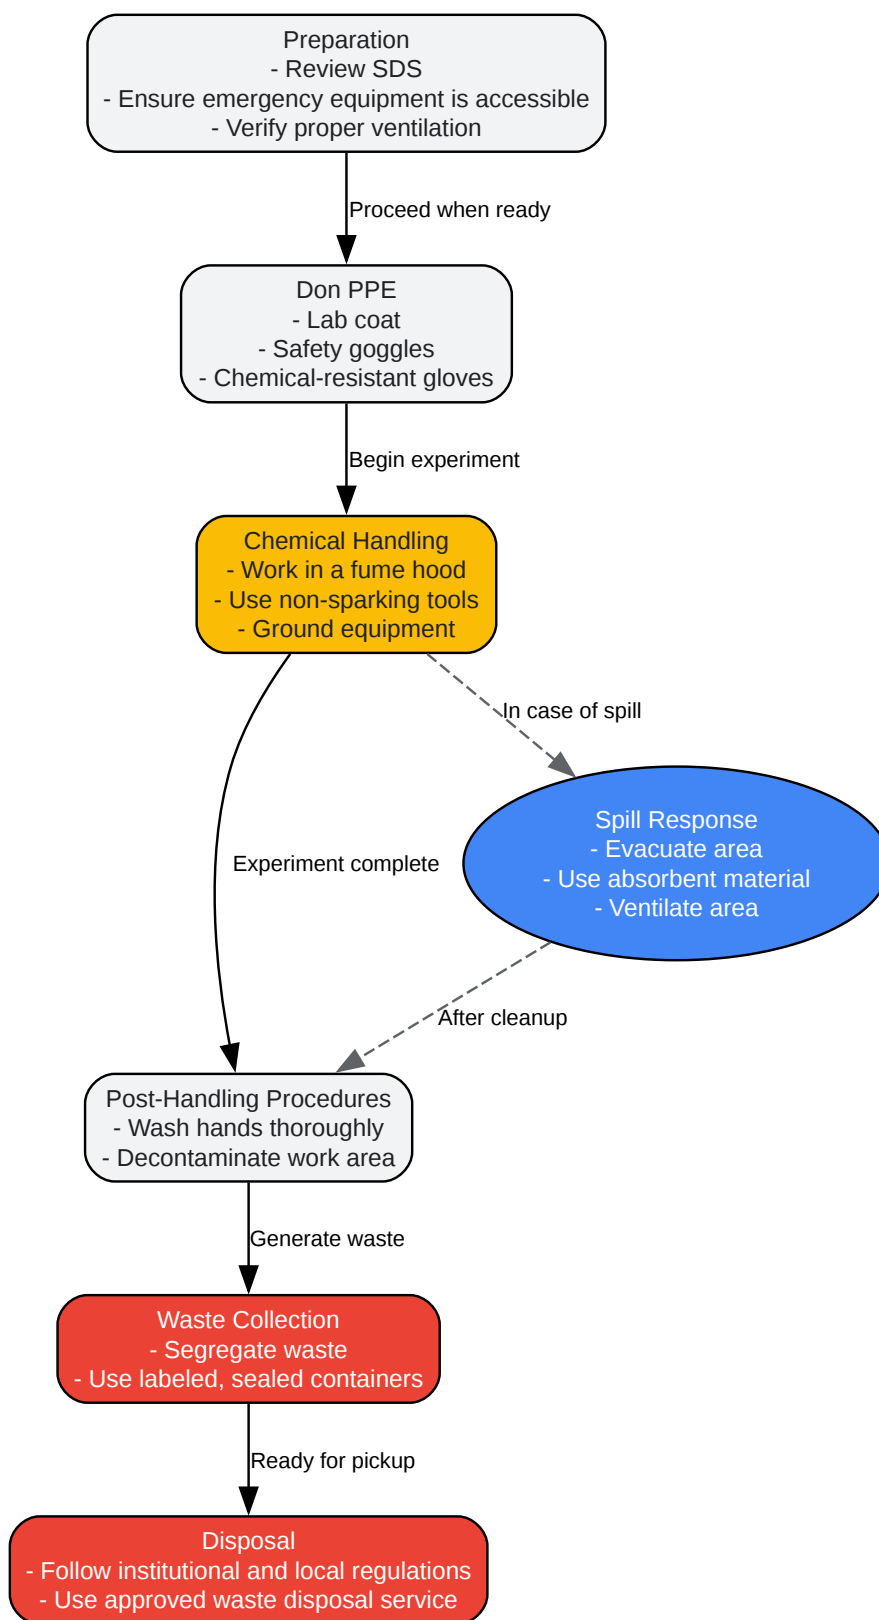 Preparation
- Review SDS
- Ensure emergency equipment is accessible
- Verify proper ventilation
Proceed when ready
Don PPE
- Lab coat
- Safety goggles
- Chemical-resistant gloves
Begin experiment
Chemical Handling
- Work in a fume hood
- Use non-sparking tools
- Ground equipment
In case of spill
Spill Response
- Evacuate area
- Use absorbent material
- Ventilate area
Experiment complete
After cleanup
Post-Handling Procedures
- Wash hands thoroughly
- Decontaminate work area
Generate waste
Waste Collection
- Segregate waste
- Use labeled, sealed containers
Ready for pickup
Disposal
- Follow institutional and local regulations
- Use approved waste disposal service